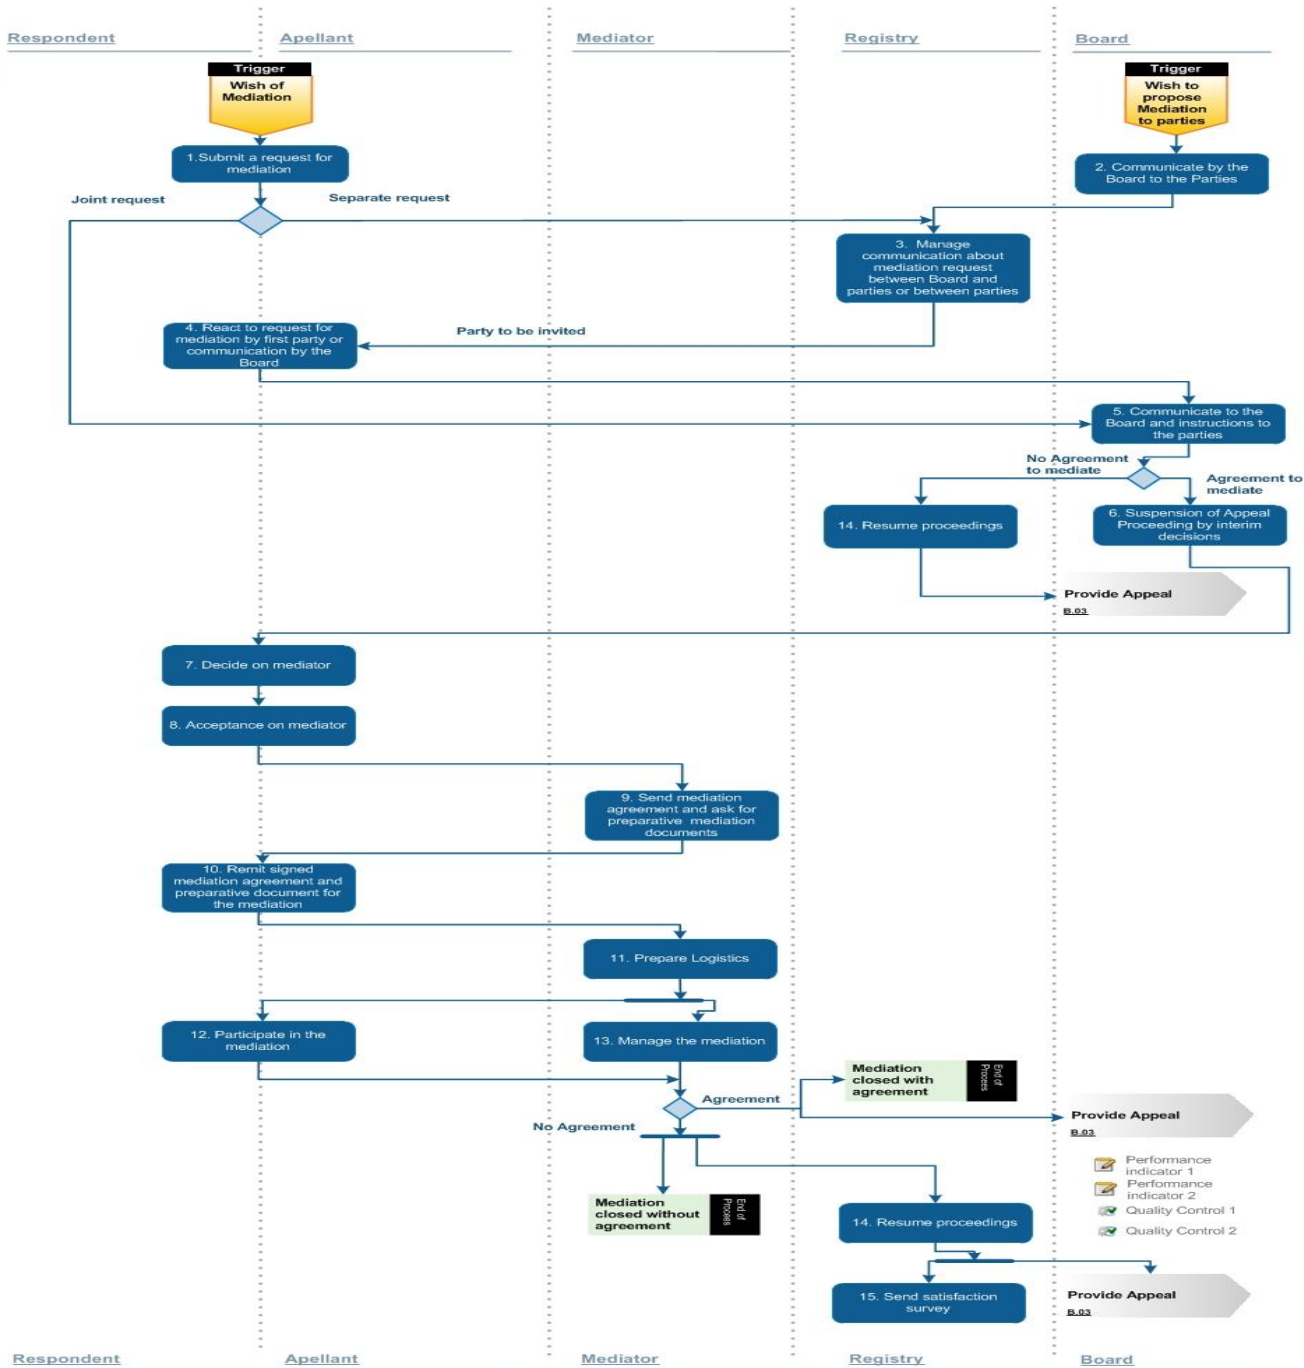 Respondent
Apellant
Mediator
Registry
Board
Trigger
Wish of
Mediation
Trigger
Wish to
propose
Mediation
to parties
1.Submit a request for
mediation
2. Communicate by the
Board to the Parties
Joint request
Separate request
3. Manage
communication about
mediation request
between Board and
parties or between parties
4. React to request for
mediation by first party or
communication by the
Board
Party to be invited
5. Communicate to the
Board and instructions to
the parties
No Agreement
to mediate
Agreement to
mediate
14. Resume proceedings
6. Suspension of Appeal
Proceeding by interim
decisions
Provide Appeal
B.03
7. Decide on mediator
8. Acceptance on mediator
9. Send mediation
agreement and ask for
preparative mediation
documents
10. Remit signed
mediation agreement and
preparative document for
the mediation
11. Prepare Logistics
12. Participate in the
mediation
13. Manage the mediation
Mediation
closed with
agreement
End of
Procees
Agreement
Provide Appeal
B.03
No Agreement
Performance
indicator 1
Performance
indicator 2
Quality Control 1
Quality Control 2
Mediation
closed without
agreement
End of
Procees
14. Resume proceedings
15. Send satisfaction
survey
Provide Appeal
B.03
Respondent
Apellant
Mediator
Registry
Board